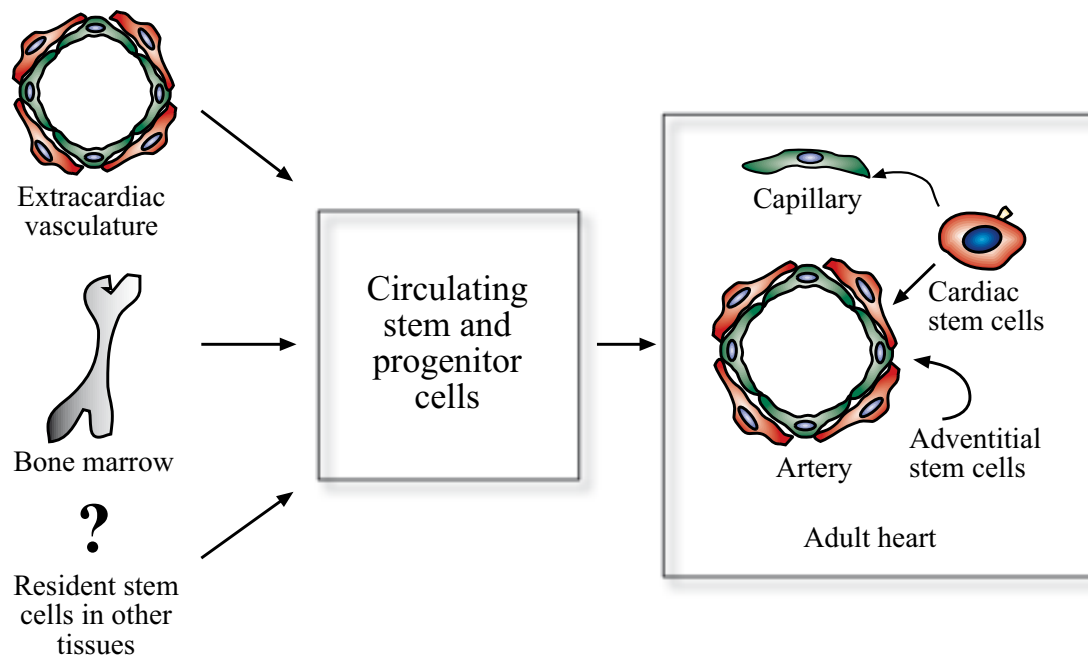 Extracardiac
vasculature
Bone marrow
?
Resident stem
cells in other
tissues
Circulating
stem and
progenitor
cells
Capillary
Cardiac
stem cells
Adventitial
stem cells
Artery
Adult heart